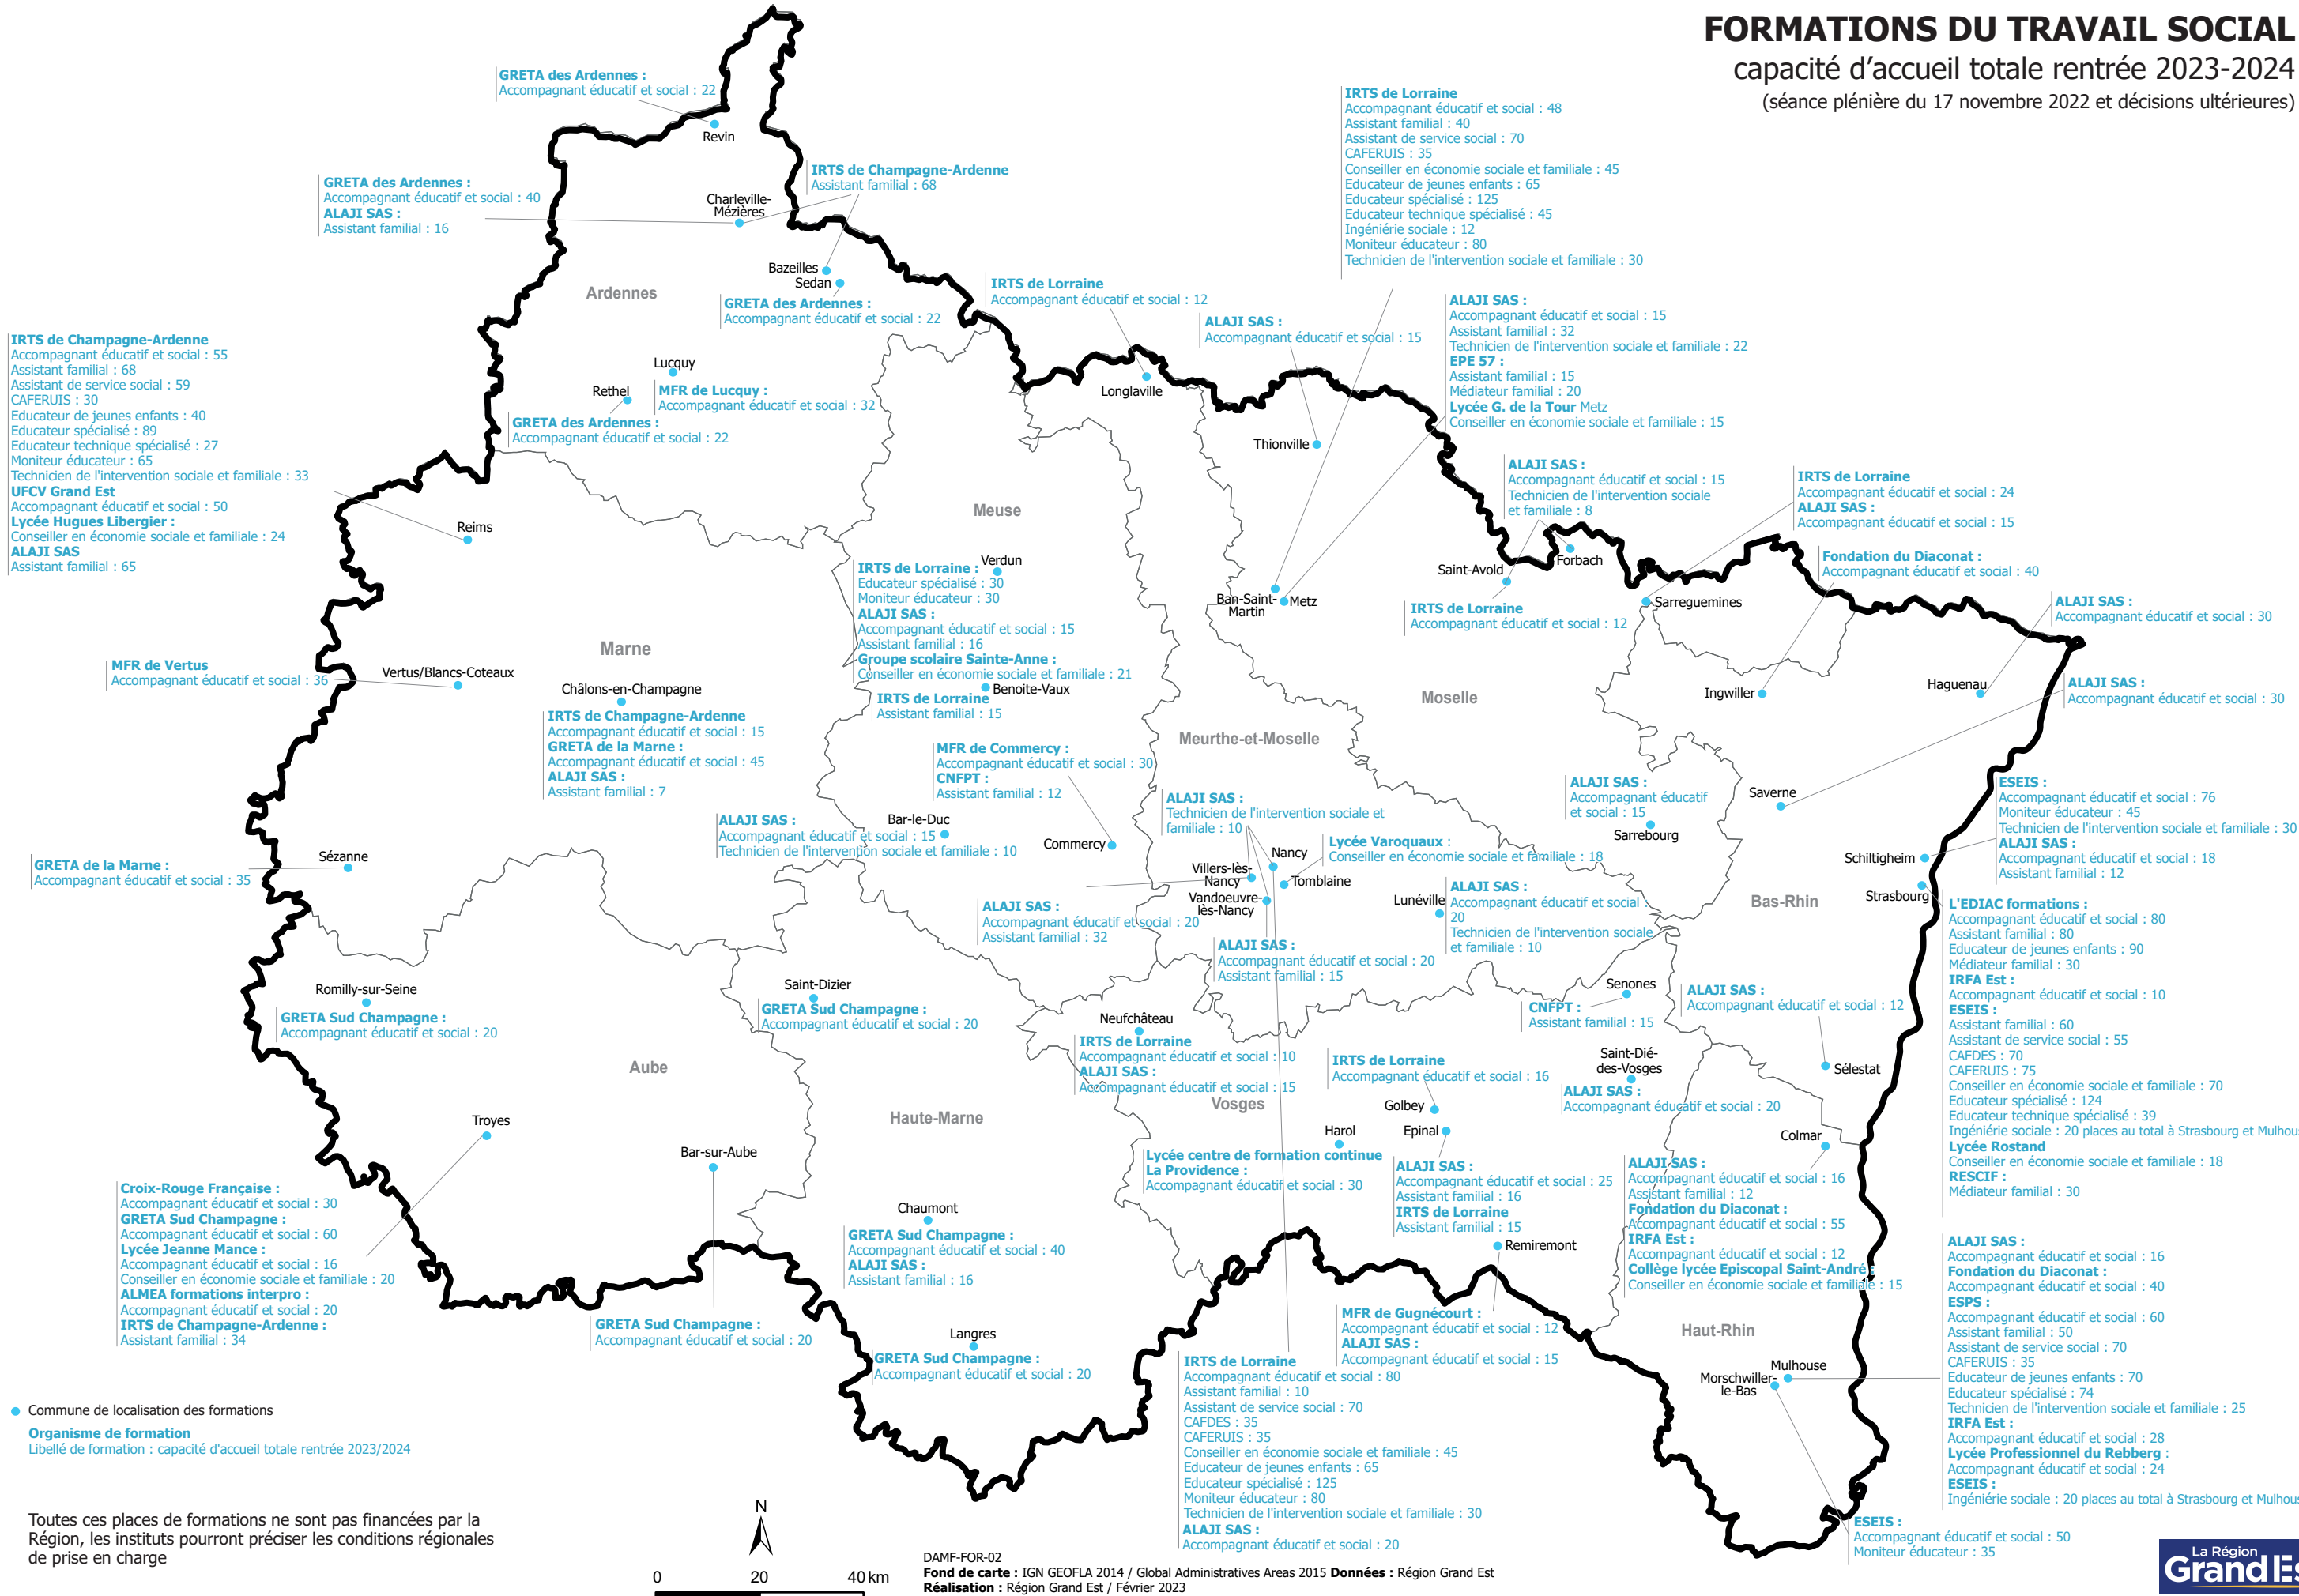 FORMATIONS DU TRAVAIL SOCIAL
capacité d'accueil totale rentrée 2023-2024
(séance plénière du 17 novembre 2022 et décisions ultérieures)
GRETA des Ardennes :
Accompagnant éducatif et social : 22
Revin
GRETA des Ardennes :
Accompagnant éducatif et social : 40
ALAJI SAS :
Assistant familial : 16
Charleville-
Mézières
IRTS de Champagne-Ardenne
Assistant familial : 68
Bazeilles
Sedan
GRETA des Ardennes :
Accompagnant éducatif et social : 22
Ardennes
IRTS de Lorraine
Accompagnant éducatif et social : 12
Longlaville
ALAJI SAS :
Accompagnant éducatif et social : 15
Thionville
IRTS de Lorraine
Accompagnant éducatif et social : 48
Assistant familial : 40
Assistant de service social : 70
CAFERUIS : 35
Conseiller en économie sociale et familiale : 45
Educateur de jeunes enfants : 65
Educateur spécialisé : 125
Educateur technique spécialisé : 45
Ingéniérie sociale : 12
Moniteur éducateur : 80
Technicien de l'intervention sociale et familiale : 30
ALAJI SAS :
Accompagnant éducatif et social : 15
Assistant familial : 32
Technicien de l'intervention sociale et familiale : 22
EPE 57 :
Assistant familial : 15
Médiateur familial : 20
Lycée G. de la Tour Metz
Conseiller en économie sociale et familiale : 15
IRTS de Champagne-Ardenne
Accompagnant éducatif et social : 55
Assistant familial : 68
Assistant de service social : 59
CAFERUIS : 30
Educateur de jeunes enfants : 40
Educateur spécialisé : 89
Educateur technique spécialisé : 27
Moniteur éducateur : 65
Technicien de l'intervention sociale et familiale : 33
UFCV Grand Est
Accompagnant éducatif et social : 50
Lycée Hugues Libergier :
Conseiller en économie sociale et familiale : 24
ALAJI SAS
Assistant familial : 65
Reims
Lucquy
MFR de Lucquy :
Accompagnant éducatif et social : 32
Rethel
GRETA des Ardennes :
Accompagnant éducatif et social : 22
Meuse
Verdun
IRTS de Lorraine :
Educateur spécialisé : 30
Moniteur éducateur : 30
ALAJI SAS :
Accompagnant éducatif et social : 15
Assistant familial : 16
Groupe scolaire Sainte-Anne :
Conseiller en économie sociale et familiale : 21
Benoite-Vaux
IRTS de Lorraine
Assistant familial : 15
Ban-Saint-
Martin
Metz
ALAJI SAS :
Accompagnant éducatif et social : 15
Technicien de l'intervention sociale
et familiale : 8
Saint-Avold
Forbach
IRTS de Lorraine
Accompagnant éducatif et social : 12
IRTS de Lorraine
Accompagnant éducatif et social : 24
ALAJI SAS :
Accompagnant éducatif et social : 15
Sarreguemines
Fondation du Diaconat :
Accompagnant éducatif et social : 40
Ingwiller
ALAJI SAS :
Accompagnant éducatif et social : 30
Haguenau
ALAJI SAS :
Accompagnant éducatif et social : 30
Saverne
MFR de Vertus
Accompagnant éducatif et social : 36
Vertus/Blancs-Coteaux
Marne
Châlons-en-Champagne
IRTS de Champagne-Ardenne
Accompagnant éducatif et social : 15
GRETA de la Marne :
Accompagnant éducatif et social : 45
ALAJI SAS :
Assistant familial : 7
Moselle
Meurthe-et-Moselle
MFR de Commercy :
Accompagnant éducatif et social : 30
CNFPT :
Assistant familial : 12
Commercy
ALAJI SAS :
Accompagnant éducatif et social : 15
Technicien de l'intervention sociale et familiale : 10
Bar-le-Duc
ALAJI SAS :
Technicien de l'intervention sociale et
familiale : 10
Lycée Varoquaux :
Conseiller en économie sociale et familiale : 18
Nancy
Villers-lès-
Nancy
Tomblaine
Vandoeuvre-
lès-Nancy
ALAJI SAS :
Accompagnant éducatif et social : 20
Assistant familial : 32
ALAJI SAS :
Accompagnant éducatif et social : 20
Assistant familial : 15
Lunéville
ALAJI SAS :
Accompagnant éducatif et social :
20
Technicien de l'intervention sociale
et familiale : 10
ALAJI SAS :
Accompagnant éducatif
et social : 15
Sarrebourg
ESEIS :
Accompagnant éducatif et social : 76
Moniteur éducateur : 45
Technicien de l'intervention sociale et familiale : 30
ALAJI SAS :
Accompagnant éducatif et social : 18
Assistant familial : 12
Schiltigheim
Strasbourg
Bas-Rhin
L'EDIAC formations :
Accompagnant éducatif et social : 80
Assistant familial : 80
Educateur de jeunes enfants : 90
Médiateur familial : 30
IRFA Est :
Accompagnant éducatif et social : 10
ESEIS :
Assistant familial : 60
Assistant de service social : 55
CAFDES : 70
CAFERUIS : 75
Conseiller en économie sociale et familiale : 70
Educateur spécialisé : 124
Educateur technique spécialisé : 39
Ingéniérie sociale : 20 places au total à Strasbourg et Mulhou
Lycée Rostand
Conseiller en économie sociale et familiale : 18
RESCIF :
Médiateur familial : 30
GRETA de la Marne :
Accompagnant éducatif et social : 35
Sézanne
Romilly-sur-Seine
GRETA Sud Champagne :
Accompagnant éducatif et social : 20
Saint-Dizier
GRETA Sud Champagne :
Accompagnant éducatif et social : 20
Aube
Troyes
Bar-sur-Aube
Haute-Marne
Neufchâteau
IRTS de Lorraine
Accompagnant éducatif et social : 10
ALAJI SAS :
Accompagnant éducatif et social : 15
Vosges
Senones
CNFPT :
Assistant familial : 15
ALAJI SAS :
Accompagnant éducatif et social : 12
Sélestat
IRTS de Lorraine
Accompagnant éducatif et social : 16
Golbey
Saint-Dié-
des-Vosges
ALAJI SAS :
Accompagnant éducatif et social : 20
Harol
Lycée centre de formation continue
La Providence :
Accompagnant éducatif et social : 30
Epinal
ALAJI SAS :
Accompagnant éducatif et social : 25
Assistant familial : 16
IRTS de Lorraine
Assistant familial : 15
Colmar
ALAJI SAS :
Accompagnant éducatif et social : 16
Assistant familial : 12
Fondation du Diaconat :
Accompagnant éducatif et social : 55
IRFA Est :
Accompagnant éducatif et social : 12
Collège lycée Episcopal Saint-André :
Conseiller en économie sociale et familiale : 15
Croix-Rouge Française :
Accompagnant éducatif et social : 30
GRETA Sud Champagne :
Accompagnant éducatif et social : 60
Lycée Jeanne Mance :
Accompagnant éducatif et social : 16
Conseiller en économie sociale et familiale : 20
ALMEA formations interpro :
Accompagnant éducatif et social : 20
IRTS de Champagne-Ardenne :
Assistant familial : 34
GRETA Sud Champagne :
Accompagnant éducatif et social : 20
Chaumont
GRETA Sud Champagne :
Accompagnant éducatif et social : 40
ALAJI SAS :
Assistant familial : 16
Langres
GRETA Sud Champagne :
Accompagnant éducatif et social : 20
Remiremont
MFR de Gugnécourt :
Accompagnant éducatif et social : 12
ALAJI SAS :
Accompagnant éducatif et social : 15
IRTS de Lorraine
Accompagnant éducatif et social : 80
Assistant familial : 10
Assistant de service social : 70
CAFDES : 35
CAFERUIS : 35
Conseiller en économie sociale et familiale : 45
Educateur de jeunes enfants : 65
Educateur spécialisé : 125
Moniteur éducateur : 80
Technicien de l'intervention sociale et familiale : 30
ALAJI SAS :
Accompagnant éducatif et social : 20
Haut-Rhin
Mulhouse
Morschwiller-
le-Bas
ALAJI SAS :
Accompagnant éducatif et social : 16
Fondation du Diaconat :
Accompagnant éducatif et social : 40
ESPS :
Accompagnant éducatif et social : 60
Assistant familial : 50
Assistant de service social : 70
CAFERUIS : 35
Educateur de jeunes enfants : 70
Educateur spécialisé : 74
Technicien de l'intervention sociale et familiale : 25
IRFA Est :
Accompagnant éducatif et social : 28
Lycée Professionnel du Rebberg :
Accompagnant éducatif et social : 24
ESEIS :
Ingéniérie sociale : 20 places au total à Strasbourg et Mulhou
ESEIS :
Accompagnant éducatif et social : 50
Moniteur éducateur : 35
Commune de localisation des formations
Organisme de formation
Libellé de formation : capacité d'accueil totale rentrée 2023/2024
Toutes ces places de formations ne sont pas financées par la
Région, les instituts pourront préciser les conditions régionales
de prise en charge
N
0 20 40 km
DAMF-FOR-02
Fond de carte : IGN GEOFLA 2014 / Global Administratives Areas 2015 Données : Région Grand Est
Réalisation : Région Grand Est / Février 2023
La Région
Grand Es